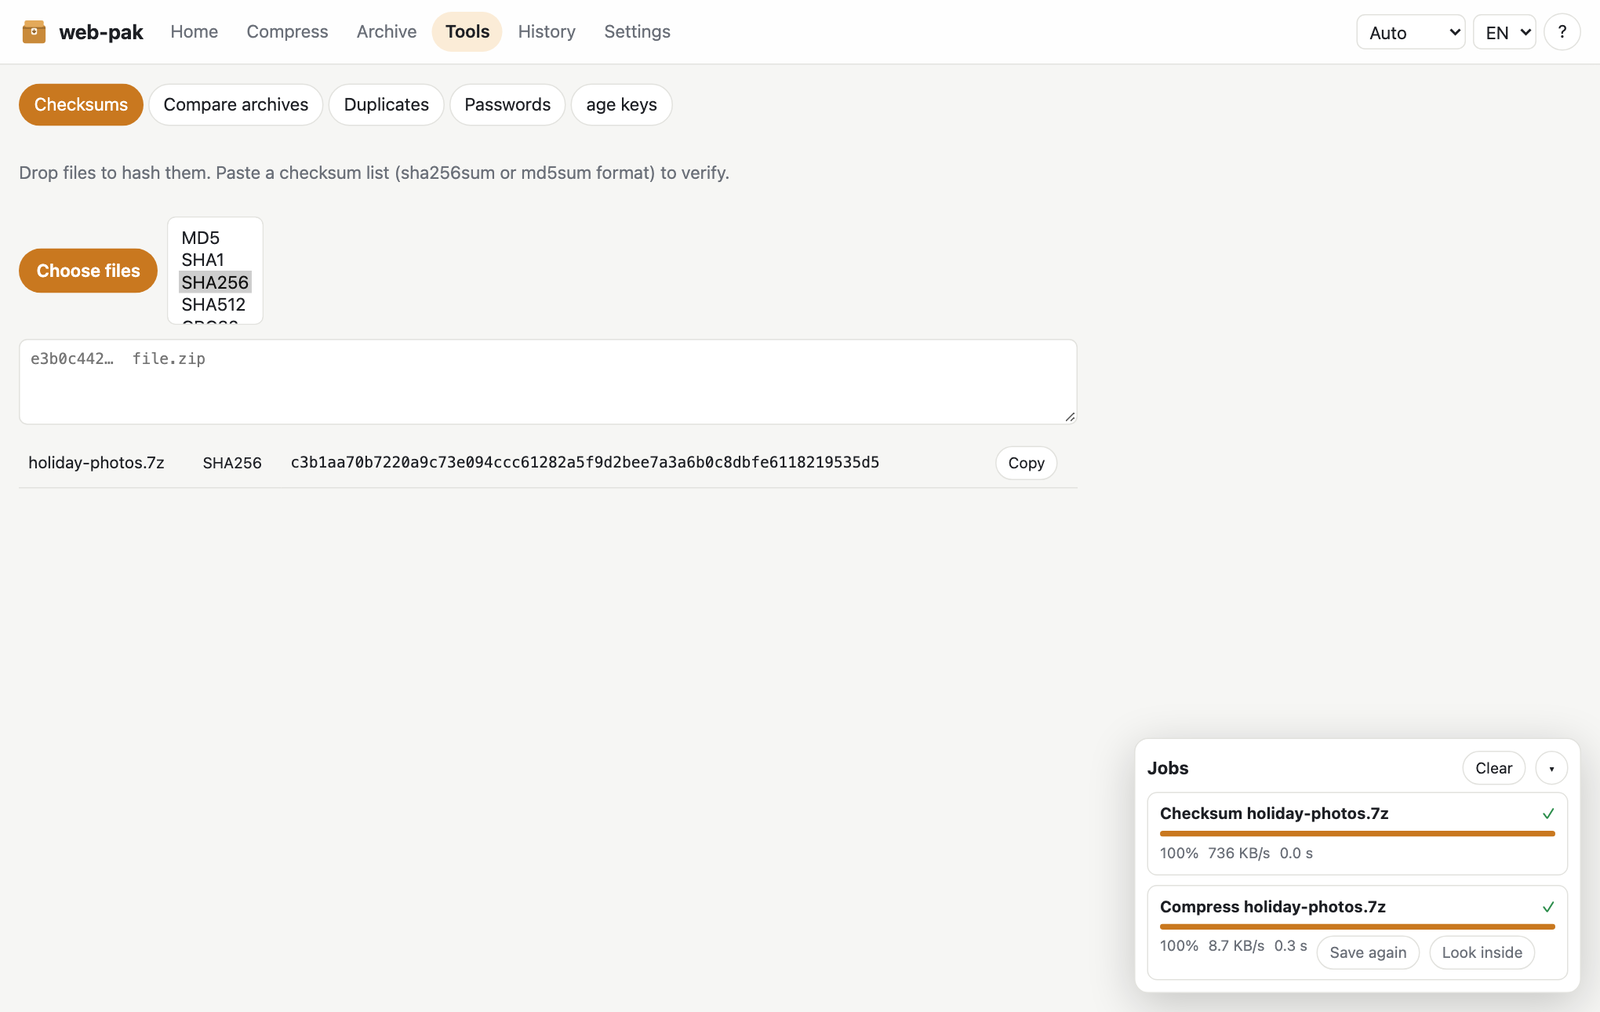 web-pak Home Compress Archive Tools History Settings Auto EN ?
Checksums Compare archives Duplicates Passwords age keys
Drop files to hash them. Paste a checksum list (sha256sum or md5sum format) to verify.
MD5
SHA1
Choose files
SHA256
SHA512
e3b0c442… file.zip
holiday-photos.7z SHA256 c3b1aa70b7220a9c73e094ccc61282a5f9d2bee7a3a6b0c8dbfe6118219535d5 Copy
Jobs Clear
Checksum holiday-photos.7z
100% 736 KB/s 0.0 s
Compress holiday-photos.7z
100% 8.7 KB/s 0.3 s Save again Look inside